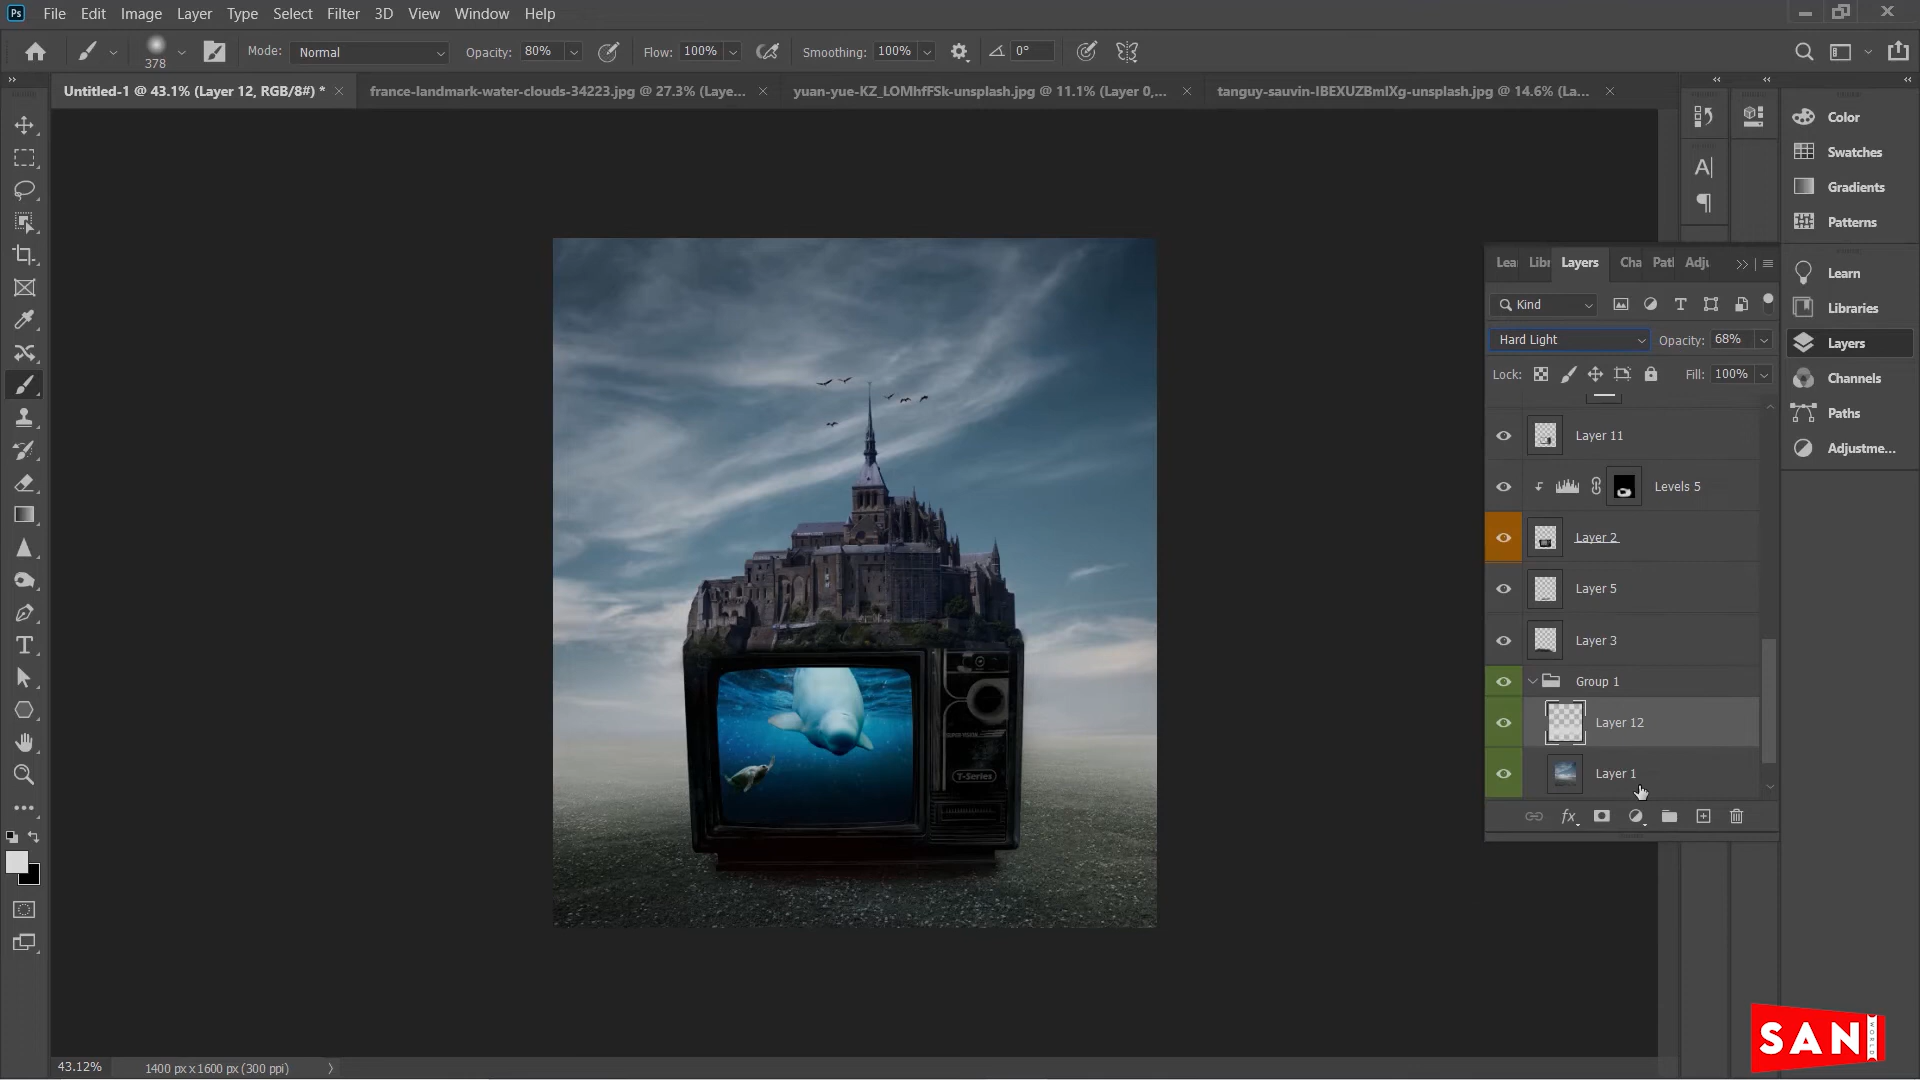 Ps File Edit Image Layer Type Select Filter 3D View Window Help
378 Mode: Normal Opacity: 80% Flow: 100% Smoothing: 100% 0°
Untitled-1 @ 43.1% (Layer 12, RGB/8#) * france-landmark-water-clouds-34223.jpg @ 27.3% (Laye... yuan-yue-KZ_LOMhfFSk-unsplash.jpg @ 11.1% (Layer 0,... tanguy-sauvin-IBEXUZBmlXg-unsplash.jpg @ 14.6% (La...
Color
Swatches
Gradients
Patterns
Learn
Libraries
Layers
Channels
Paths
Adjustme...
Lea Libr Layers Cha Patl Adju
Kind
Hard Light Opacity: 68%
Lock: Fill: 100%
Layer 11
Levels 5
Layer 2
Layer 5
Layer 3
Group 1
Layer 12
Layer 1
fx
T-Series
43.12% 1400 px x 1600 px (300 ppi)
SANI
WORLD